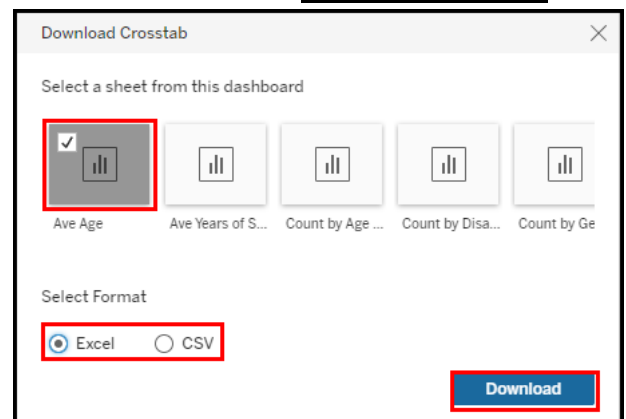 Download Crosstab
Select a sheet from this dashboard
Ave Age Ave Years of S... Count by Age ... Count by Disa... Count by Ge
Select Format
Excel CSV
Download